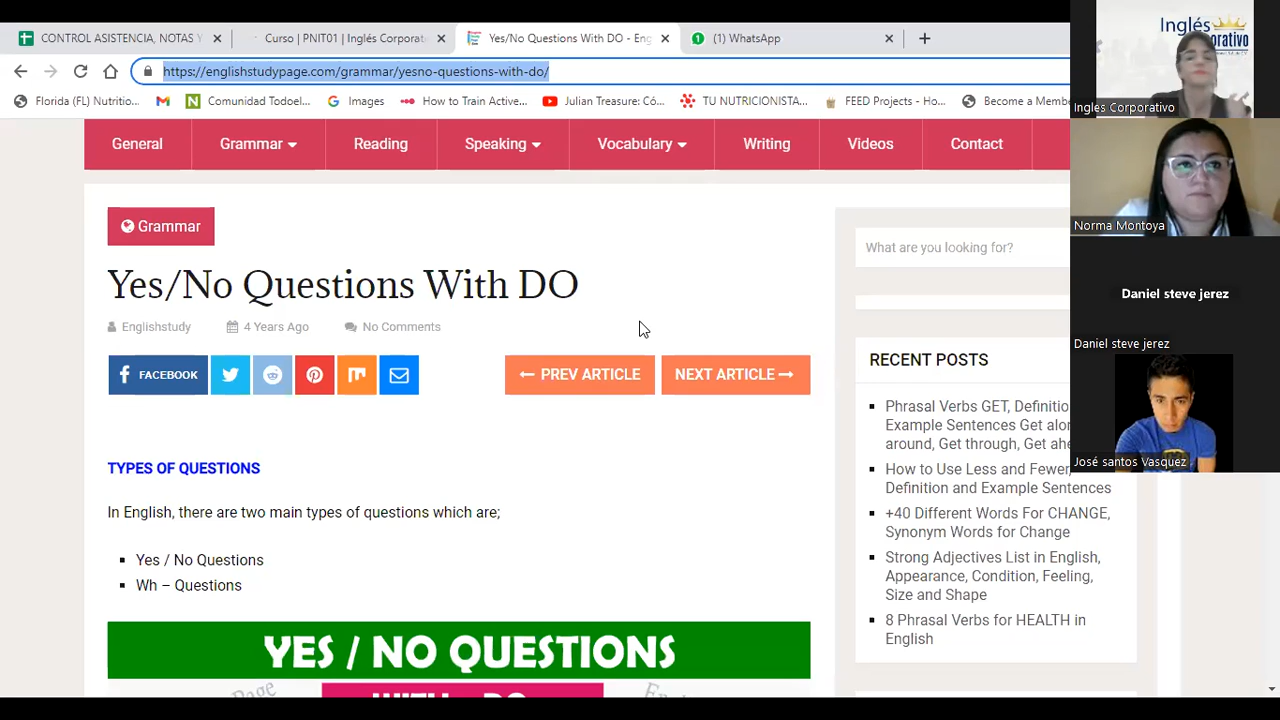 CONTROL ASISTENCIA, NOTAS Y
Curso | PNIT01 | Inglés Corporat
Yes/No Questions With DO - Eng
(1) WhatsApp
https://englishstudypage.com/grammar/yesno-questions-with-do/
Florida (FL) Nutritio...
Comunidad Todoel...
Images
How to Train Active...
Julian Treasure: Có...
TU NUTRICIONISTA...
FEED Projects - Ho...
Become a Membe
General
Grammar
Reading
Speaking
Vocabulary
Writing
Videos
Contact
Grammar
What are you looking for?
Yes/No Questions With DO
Englishstudy
4 Years Ago
No Comments
FACEBOOK
← PREV ARTICLE
NEXT ARTICLE →
RECENT POSTS
Phrasal Verbs GET, Definitio
Example Sentences Get alon
around, Get through, Get ahe
How to Use Less and Fewer,
Definition and Example Sentences
+40 Different Words For CHANGE,
Synonym Words for Change
Strong Adjectives List in English,
Appearance, Condition, Feeling,
Size and Shape
8 Phrasal Verbs for HEALTH in
English
TYPES OF QUESTIONS
In English, there are two main types of questions which are;
Yes / No Questions
Wh – Questions
YES / NO QUESTIONS
WITH DO
Page
Inglés
Ingles Corporativo
Norma Montoya
Daniel steve jerez
Daniel steve jerez
José santos Vasquez